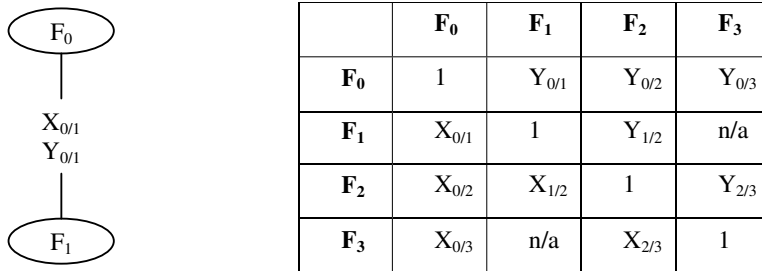 F₀
X₀/₁
Y₀/₁
F₁
F₀ F₁ F₂ F₃
F₀ 1 Y₀/₁ Y₀/₂ Y₀/₃
F₁ X₀/₁ 1 Y₁/₂ n/a
F₂ X₀/₂ X₁/₂ 1 Y₂/₃
F₃ X₀/₃ n/a X₂/₃ 1